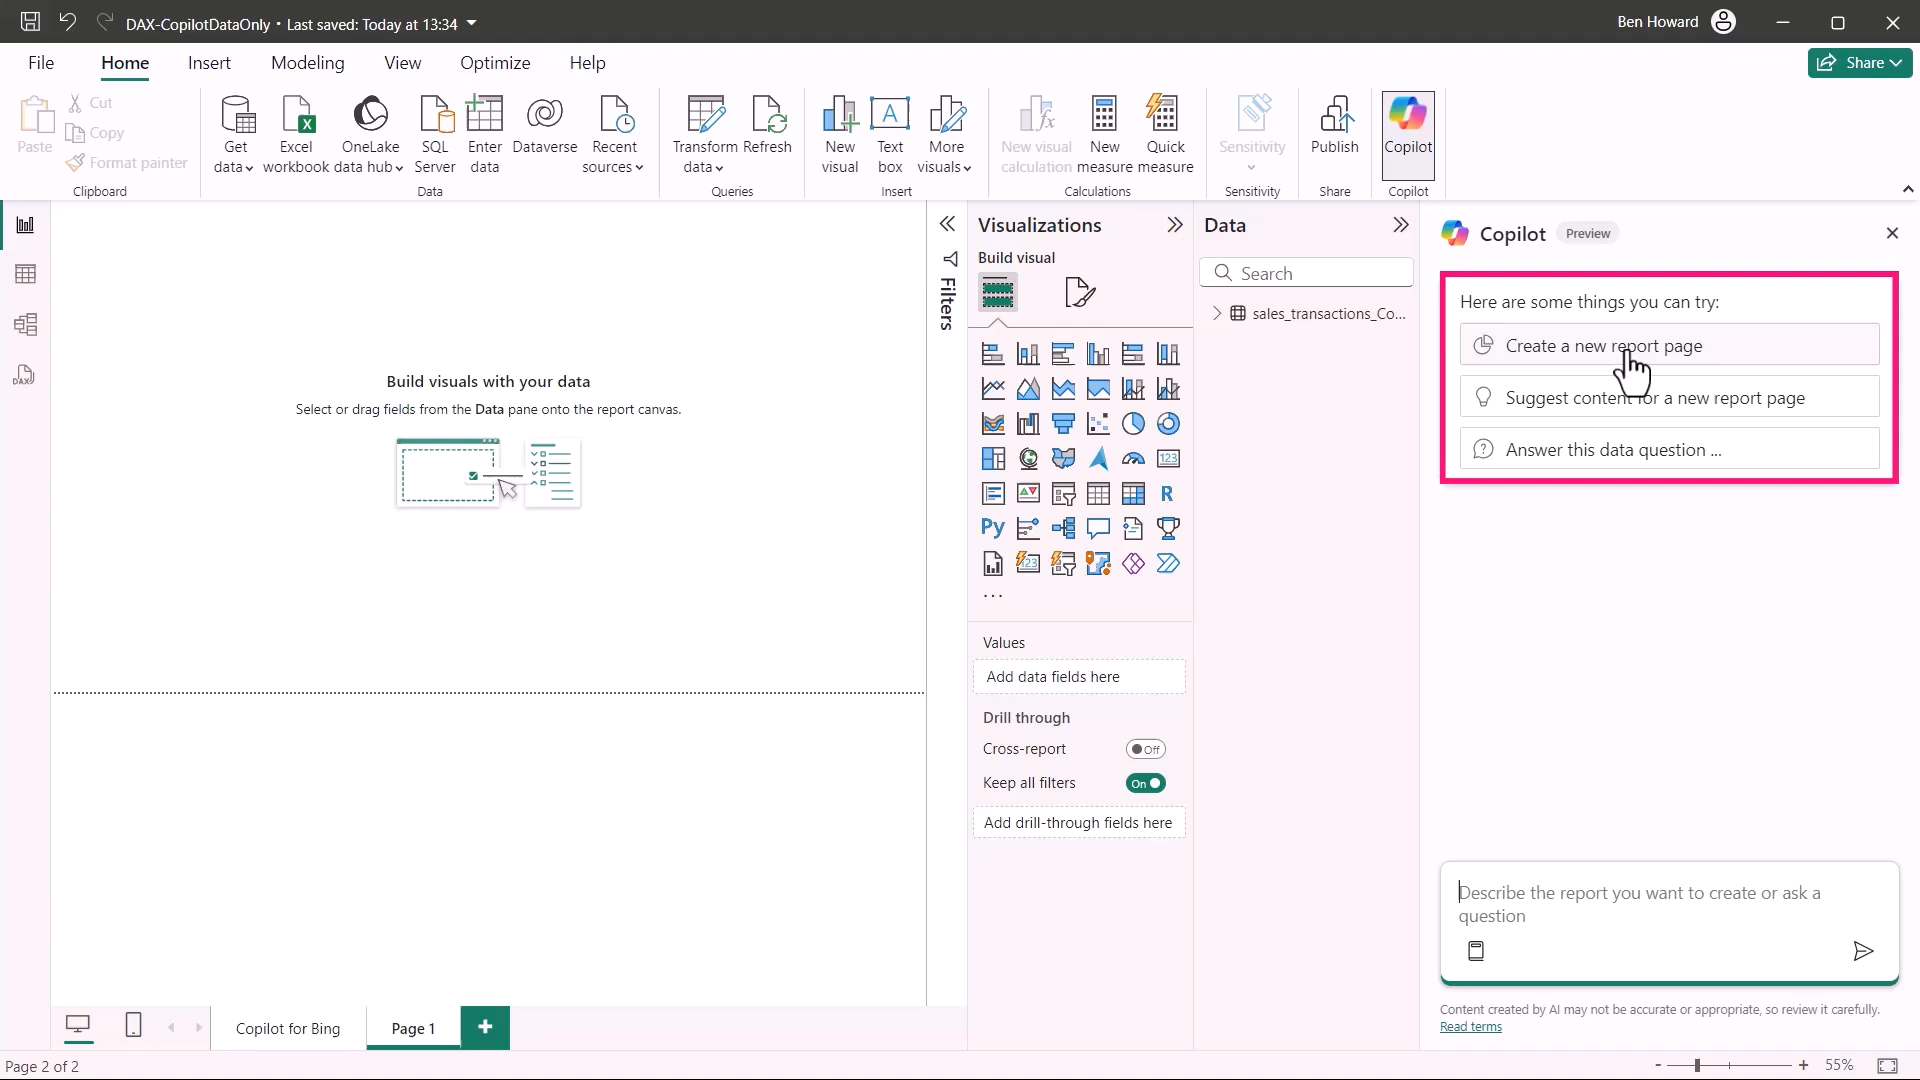 DAX-CopilotDataOnly • Last saved: Today at 13:34
Ben Howard
File
Home
Insert
Modeling
View
Optimize
Help
Share
Paste
Cut
Copy
Format painter
Clipboard
Get
data
Excel
workbook
OneLake
data hub
SQL
Server
Enter
data
Dataverse
Recent
sources
Data
Transform
data
Refresh
Queries
New
visual
Text
box
More
visuals
Insert
New visual
calculation
New
measure
Quick
measure
Calculations
Sensitivity
Sensitivity
Publish
Share
Copilot
Copilot
DAX
Build visuals with your data
Select or drag fields from the Data pane onto the report canvas.
Filters
Visualizations
Build visual
123
R
Py
123
...
Values
Add data fields here
Drill through
Cross-report
Off
Keep all filters
On
Add drill-through fields here
Data
Search
sales_transactions_Co...
Copilot
Preview
Here are some things you can try:
Create a new report page
Suggest content for a new report page
Answer this data question ...
Describe the report you want to create or ask a
question
Content created by AI may not be accurate or appropriate, so review it carefully.
Read terms
Copilot for Bing
Page 1
Page 2 of 2
55%